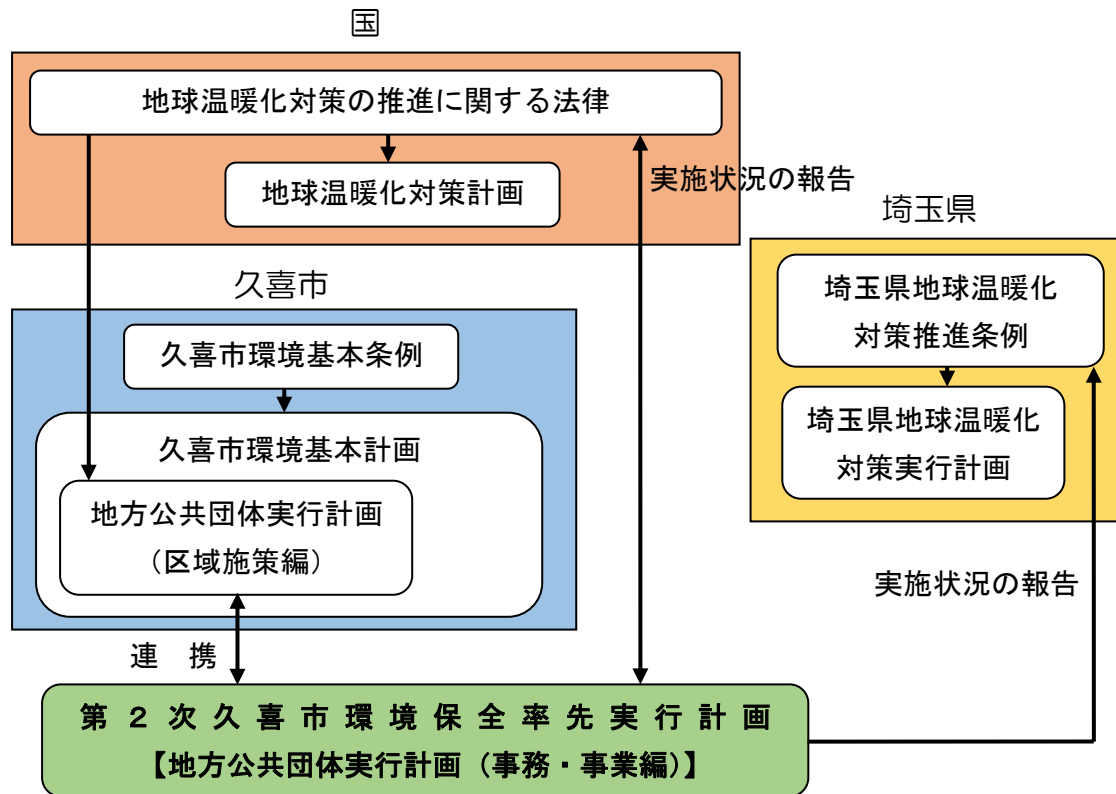 国
地球温暖化対策の推進に関する法律
地球温暖化対策計画
実施状況の報告
埼玉県
埼玉県地球温暖化
対策推進条例
埼玉県地球温暖化
対策実行計画
実施状況の報告
久喜市
久喜市環境基本条例
久喜市環境基本計画
地方公共団体実行計画
（区域施策編）
連　携
第２次久喜市環境保全率先実行計画
【地方公共団体実行計画（事務・事業編）】